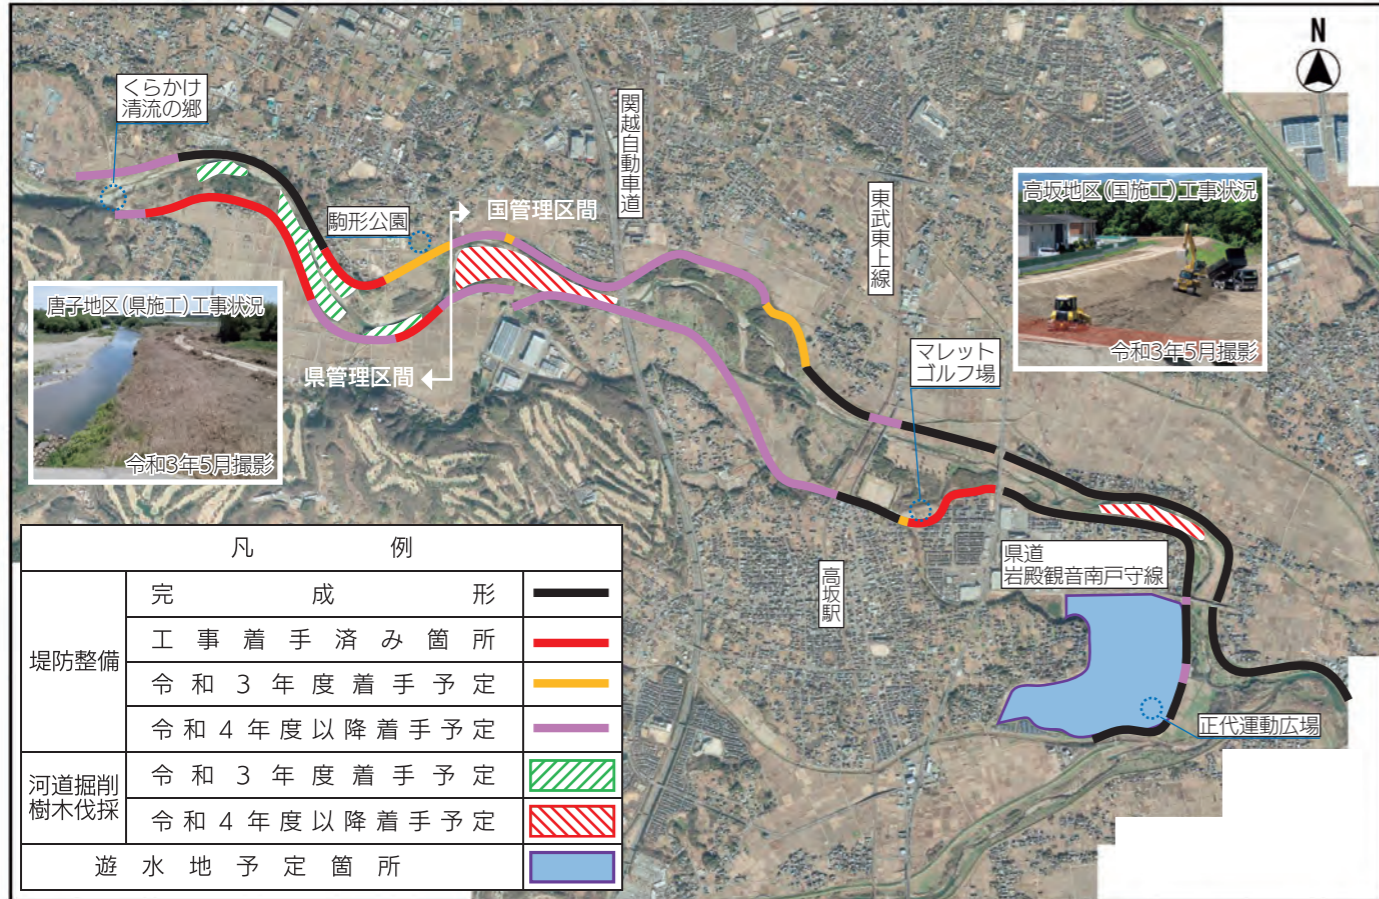 N
くらかけ
清流の郷
関越自動車道
東武東上線
高坂地区(国施工)工事状況
令和3年5月撮影
駒形公園
国管理区間
県管理区間
唐子地区(県施工)工事状況
令和3年5月撮影
マレット
ゴルフ場
県道
岩殿観音南戸守線
高坂駅
正代運動広場
凡例
堤防整備
完成形
工事着手済み箇所
令和3年度着手予定
令和4年度以降着手予定
河道掘削
樹木伐採
令和3年度着手予定
令和4年度以降着手予定
遊水地予定箇所